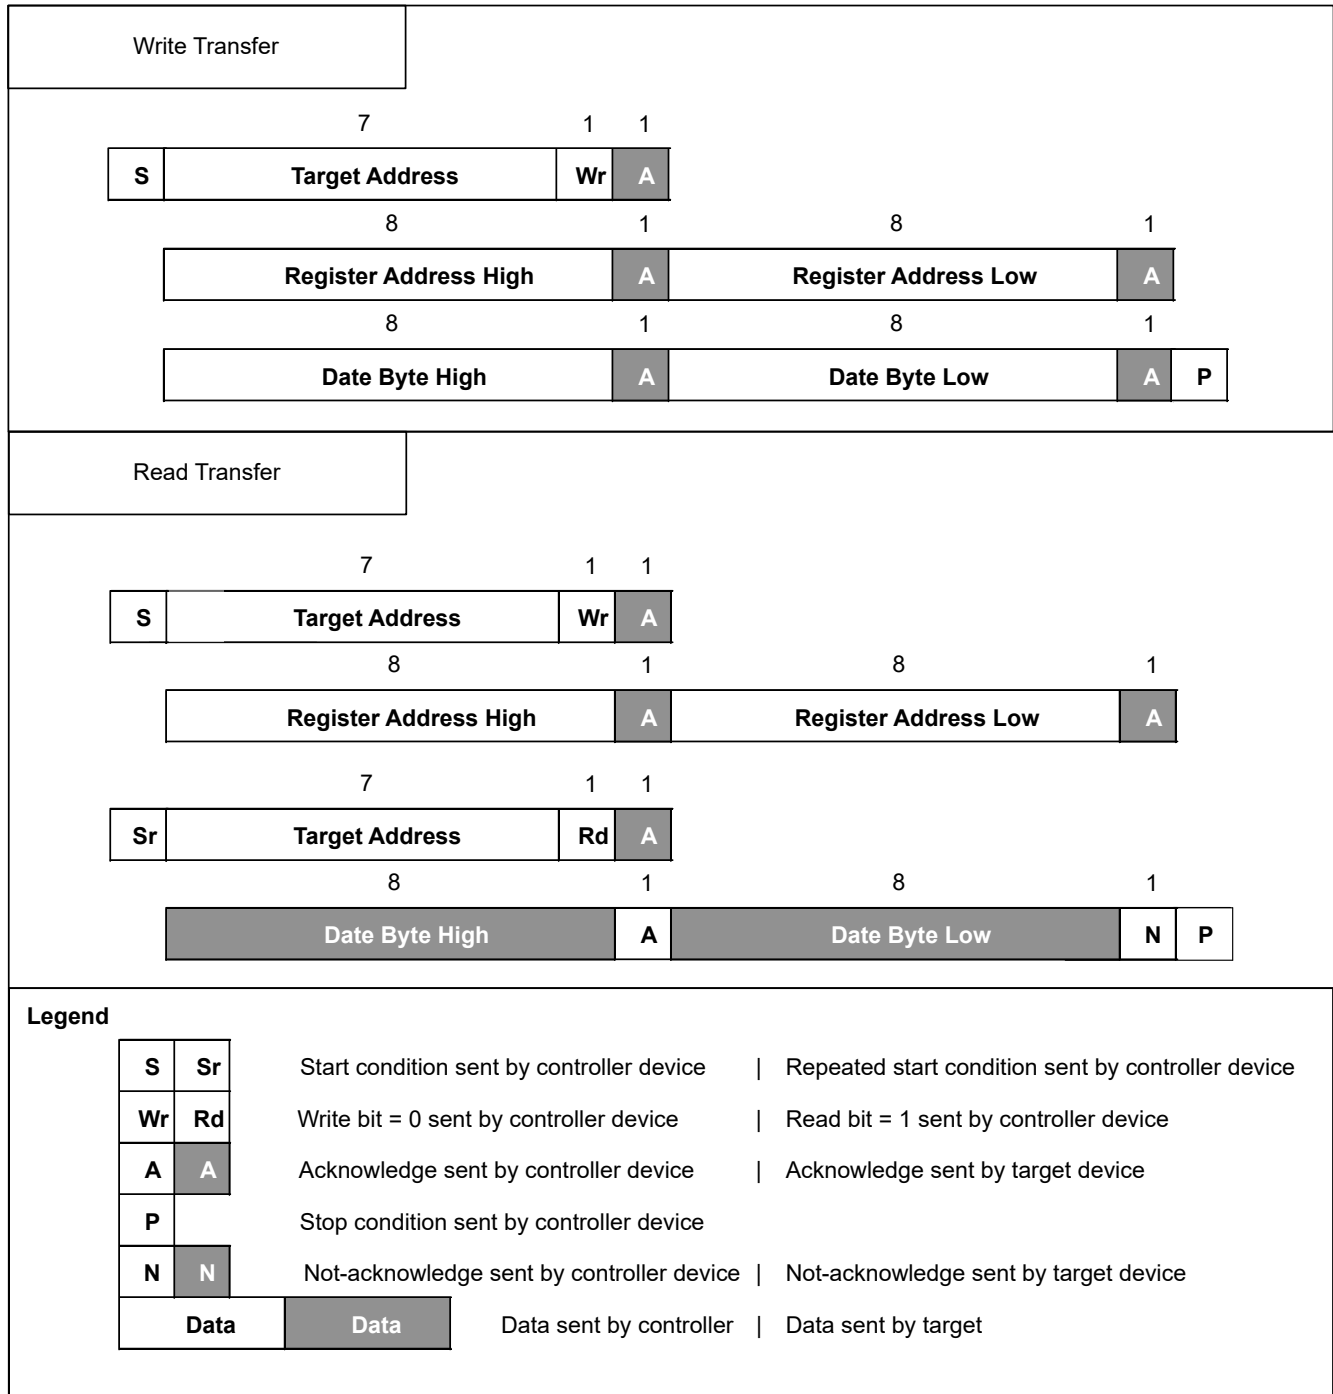 Write Transfer
7 1 1
S Target Address Wr A
8 1 8 1
Register Address High A Register Address Low A
8 1 8 1
Date Byte High A Date Byte Low A P
Read Transfer
7 1 1
S Target Address Wr A
8 1 8 1
Register Address High A Register Address Low A
7 1 1
Sr Target Address Rd A
8 1 8 1
Date Byte High A Date Byte Low N P
Legend
S Sr Start condition sent by controller device | Repeated start condition sent by controller device
Wr Rd Write bit = 0 sent by controller device | Read bit = 1 sent by controller device
A A Acknowledge sent by controller device | Acknowledge sent by target device
P Stop condition sent by controller device
N N Not-acknowledge sent by controller device | Not-acknowledge sent by target device
Data Data Data sent by controller | Data sent by target